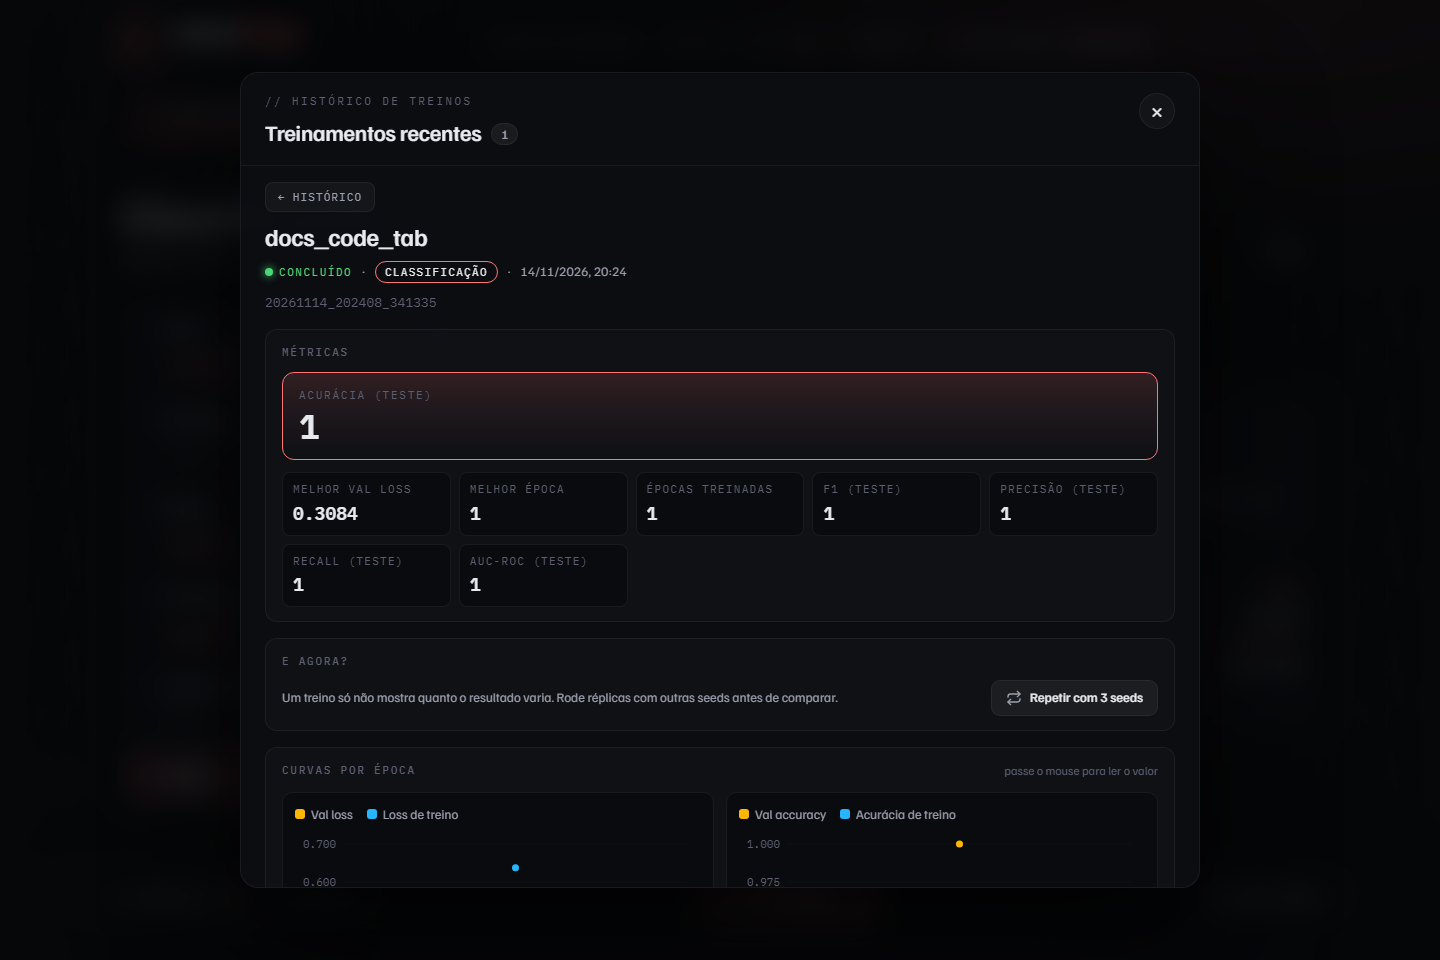 // HISTÓRICO DE TREINOS
Treinamentos recentes 1
← HISTÓRICO
docs_code_tab
CONCLUÍDO · CLASSIFICAÇÃO · 14/11/2026, 20:24
20261114_202408_341335
MÉTRICAS
ACURÁCIA (TESTE)
1
MELHOR VAL LOSS MELHOR ÉPOCA ÉPOCAS TREINADAS F1 (TESTE) PRECISÃO (TESTE)
0.3084 1 1 1 1
RECALL (TESTE) AUC-ROC (TESTE)
1 1
E AGORA?
Um treino só não mostra quanto o resultado varia. Rode réplicas com outras seeds antes de comparar. Repetir com 3 seeds
CURVAS POR ÉPOCA passe o mouse para ler o valor
Val loss Loss de treino Val accuracy Acurácia de treino
0.700 1.000
0.600 0.975